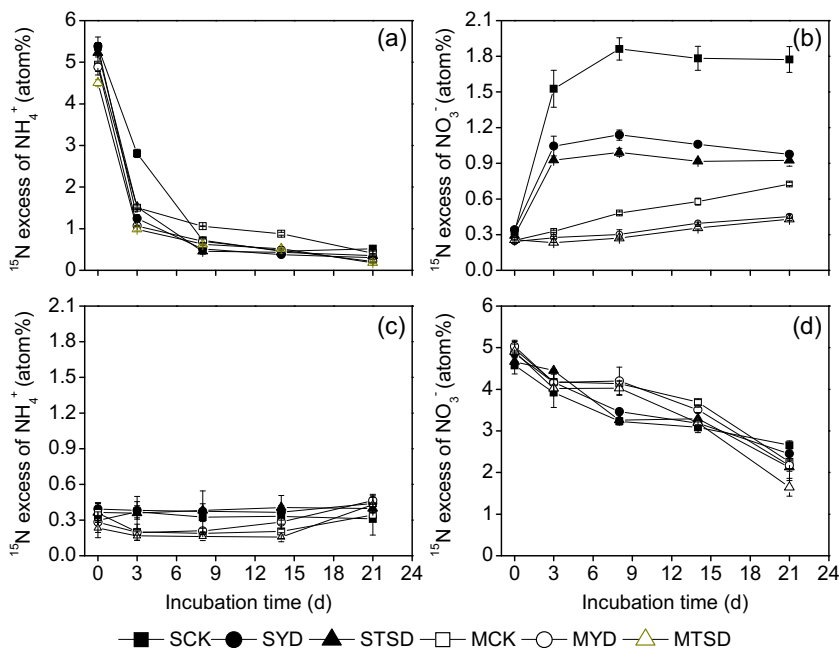 (a)
6
5
4
3
2
1
0
¹⁵N excess of NH₄⁺ (atom%)
(b)
2.1
1.8
1.5
1.2
0.9
0.6
0.3
0.0
¹⁵N excess of NO₃⁻ (atom%)
(c)
2.1
1.8
1.5
1.2
0.9
0.6
0.3
0.0
¹⁵N excess of NH₄⁺ (atom%)
0 3 6 9 12 15 18 21 24
Incubation time (d)
(d)
6
5
4
3
2
1
0
¹⁵N excess of NO₃⁻ (atom%)
0 3 6 9 12 15 18 21 24
Incubation time (d)
SCK SYD STSD MCK MYD MTSD